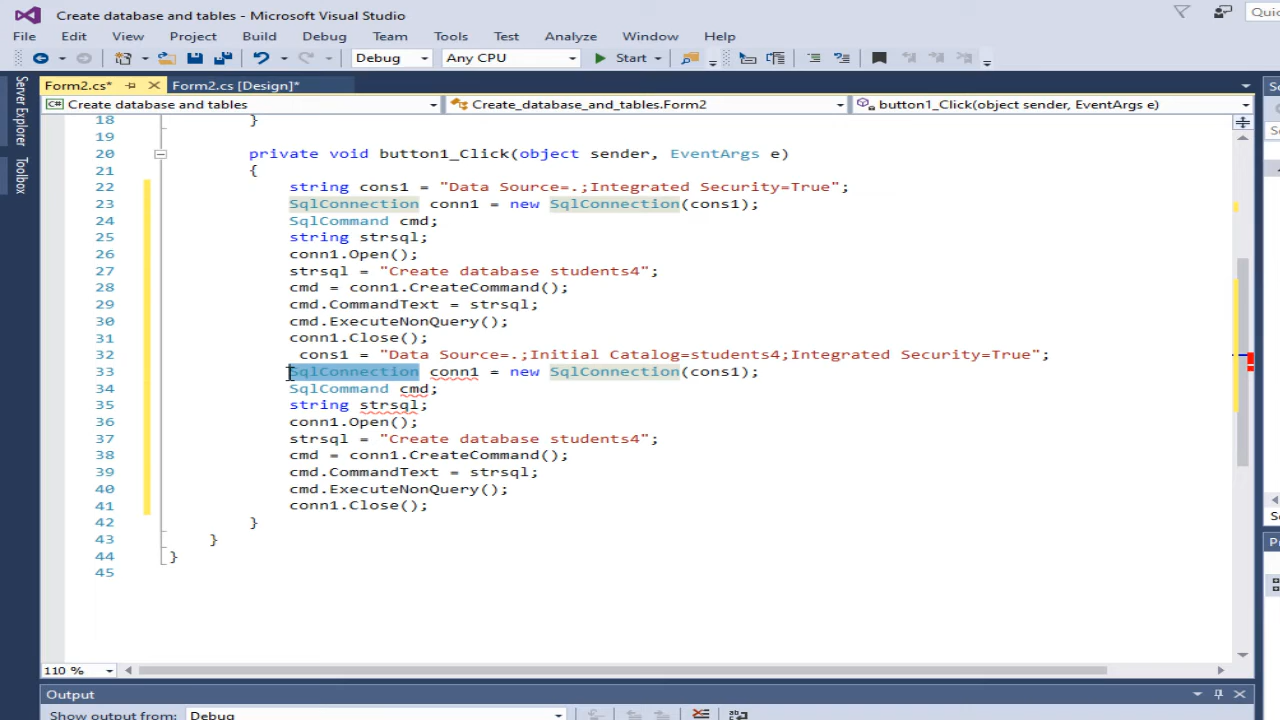 Create database and tables - Microsoft Visual Studio
Quic
File Edit View Project Build Debug Team Tools Test Analyze Window Help
Debug Any CPU Start
Form2.cs* Form2.cs [Design]*
Create database and tables Create_database_and_tables.Form2 button1_Click(object sender, EventArgs e)
Server Explorer
Toolbox
18 }
19
20 private void button1_Click(object sender, EventArgs e)
21 {
22 string cons1 = "Data Source=.;Integrated Security=True";
23 SqlConnection conn1 = new SqlConnection(cons1);
24 SqlCommand cmd;
25 string strsql;
26 conn1.Open();
27 strsql = "Create database students4";
28 cmd = conn1.CreateCommand();
29 cmd.CommandText = strsql;
30 cmd.ExecuteNonQuery();
31 conn1.Close();
32 cons1 = "Data Source=.;Initial Catalog=students4;Integrated Security=True";
33 SqlConnection conn1 = new SqlConnection(cons1);
34 SqlCommand cmd;
35 string strsql;
36 conn1.Open();
37 strsql = "Create database students4";
38 cmd = conn1.CreateCommand();
39 cmd.CommandText = strsql;
40 cmd.ExecuteNonQuery();
41 conn1.Close();
42 }
43 }
44 }
45
110 %
Output
Show output from: Debug